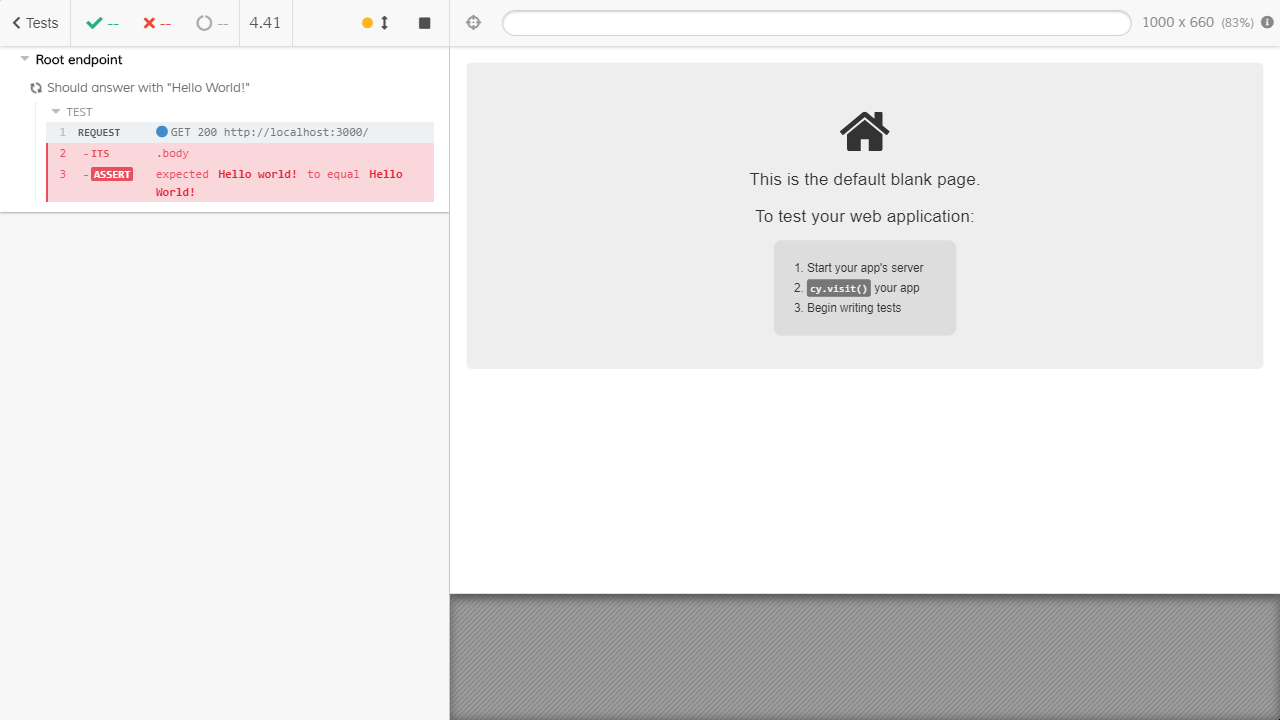 Tests
--
--
--
4.41
1000 x 660 (83%)
Root endpoint
Should answer with "Hello World!"
TEST
1 REQUEST GET 200 http://localhost:3000/
2 -ITS .body
3 -ASSERT expected Hello world! to equal Hello
World!
This is the default blank page.
To test your web application:
1. Start your app's server
2. cy.visit() your app
3. Begin writing tests